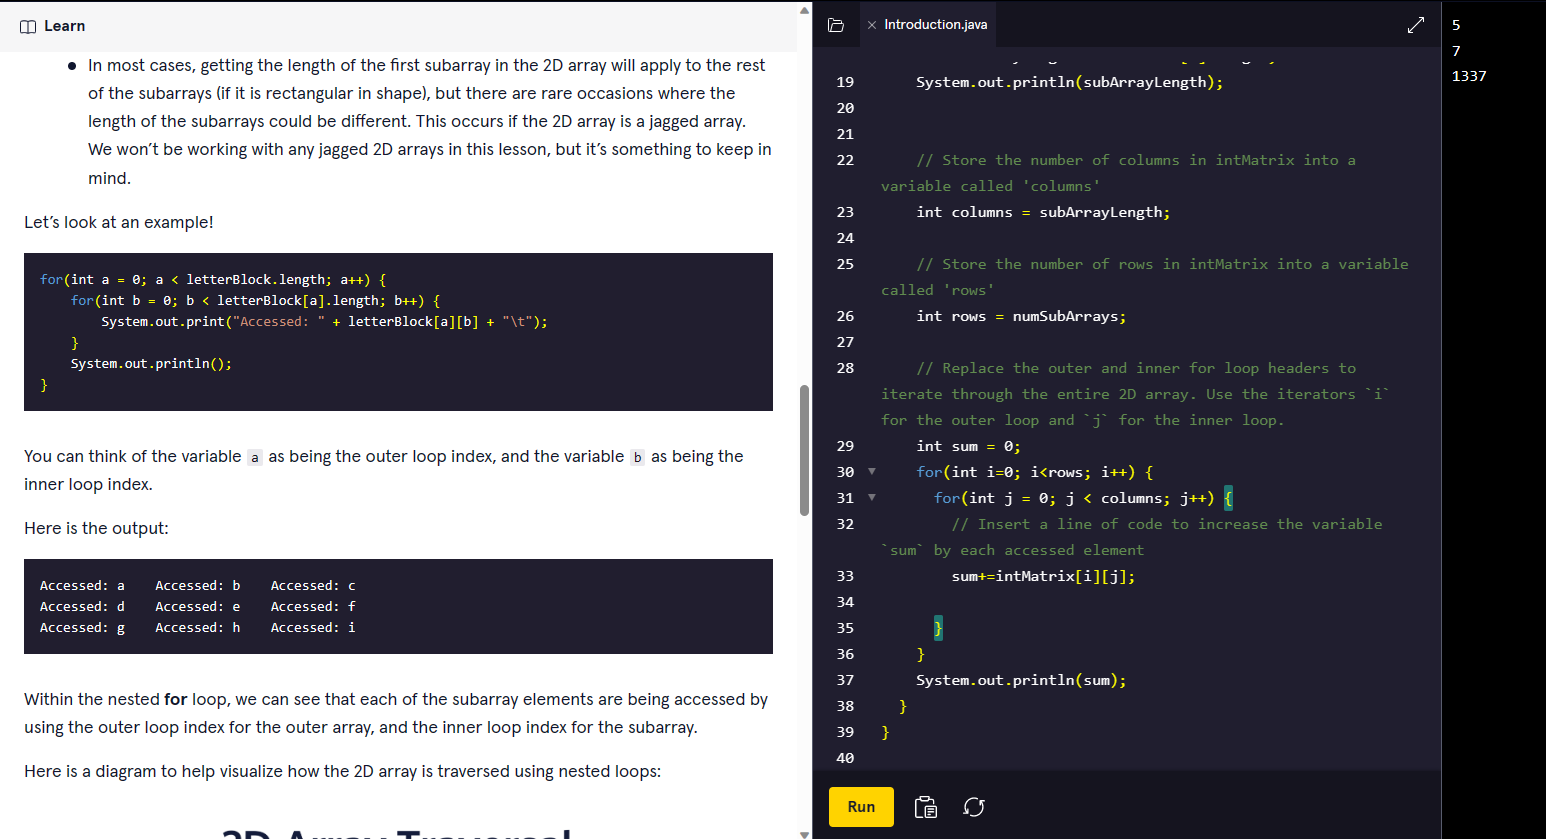 Learn
In most cases, getting the length of the first subarray in the 2D array will apply to the rest
of the subarrays (if it is rectangular in shape), but there are rare occasions where the
length of the subarrays could be different. This occurs if the 2D array is a jagged array.
We won’t be working with any jagged 2D arrays in this lesson, but it’s something to keep in
mind.
Let’s look at an example!
for(int a = 0; a < letterBlock.length; a++) {
    for(int b = 0; b < letterBlock[a].length; b++) {
        System.out.print("Accessed: " + letterBlock[a][b] + "\t");
    }
    System.out.println();
}
You can think of the variable a as being the outer loop index, and the variable b as being the
inner loop index.
Here is the output:
Accessed: a    Accessed: b    Accessed: c
Accessed: d    Accessed: e    Accessed: f
Accessed: g    Accessed: h    Accessed: i
Within the nested for loop, we can see that each of the subarray elements are being accessed by
using the outer loop index for the outer array, and the inner loop index for the subarray.
Here is a diagram to help visualize how the 2D array is traversed using nested loops:
2D Array Traversal
× Introduction.java
19    System.out.println(subArrayLength);
20
21
22    // Store the number of columns in intMatrix into a
variable called 'columns'
23    int columns = subArrayLength;
24
25    // Store the number of rows in intMatrix into a variable
called 'rows'
26    int rows = numSubArrays;
27
28    // Replace the outer and inner for loop headers to
iterate through the entire 2D array. Use the iterators `i`
for the outer loop and `j` for the inner loop.
29    int sum = 0;
30    for(int i=0; i<rows; i++) {
31      for(int j = 0; j < columns; j++) {
32        // Insert a line of code to increase the variable
`sum` by each accessed element
33        sum+=intMatrix[i][j];
34
35      }
36    }
37    System.out.println(sum);
38  }
39 }
40
Run
5
7
1337